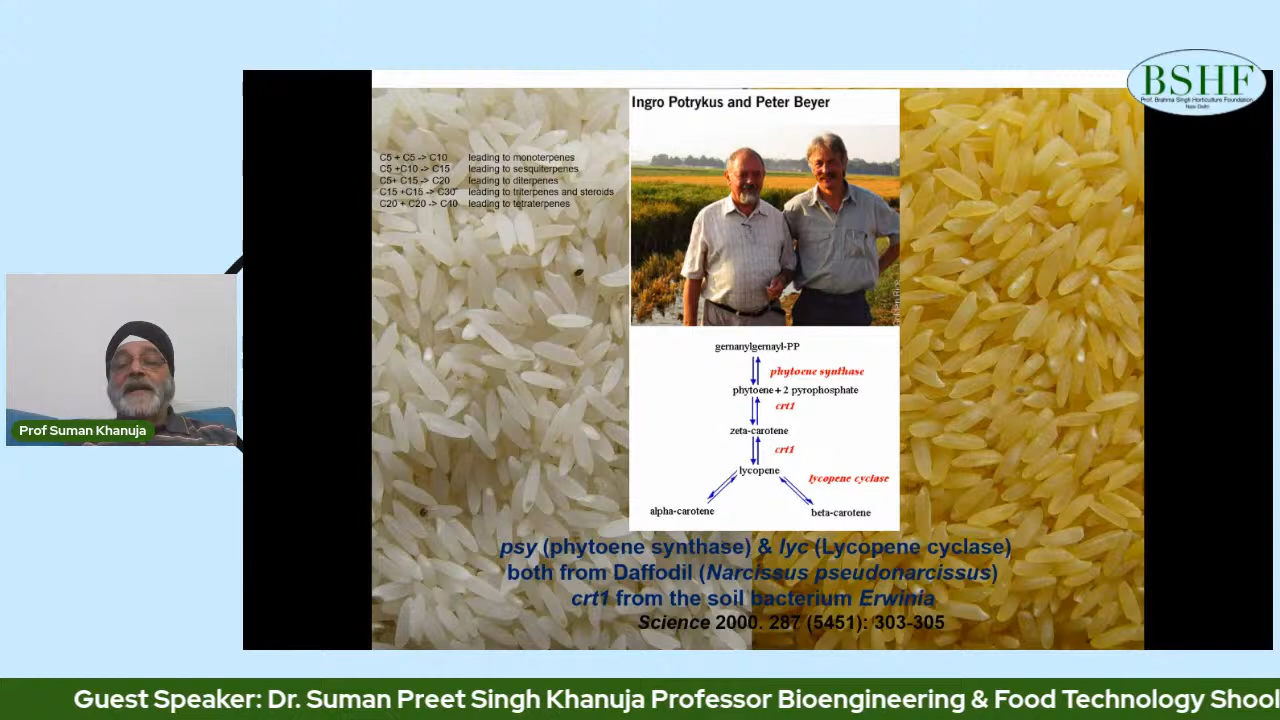 BSHF
Prof. Brahma Singh Horticulture Foundation
New Delhi
Ingro Potrykus and Peter Beyer
C5 + C5 -> C10 leading to monoterpenes
C5 +C10 -> C15 leading to sesquiterpenes
C5+ C15 -> C20 leading to diterpenes
C15 +C15 -> C30 leading to triterpenes and steroids
C20 + C20 -> C40 leading to tetraterpenes
gernanylgernayl-PP
phytoene synthase
phytoene + 2 pyrophosphate
crt1
zeta-carotene
crt1
lycopene
lycopene cyclase
alpha-carotene beta-carotene
Prof Suman Khanuja
psy (phytoene synthase) & lyc (Lycopene cyclase)
both from Daffodil (Narcissus pseudonarcissus)
crt1 from the soil bacterium Erwinia
Science 2000. 287 (5451): 303-305
Guest Speaker: Dr. Suman Preet Singh Khanuja Professor Bioengineering & Food Technology Shool